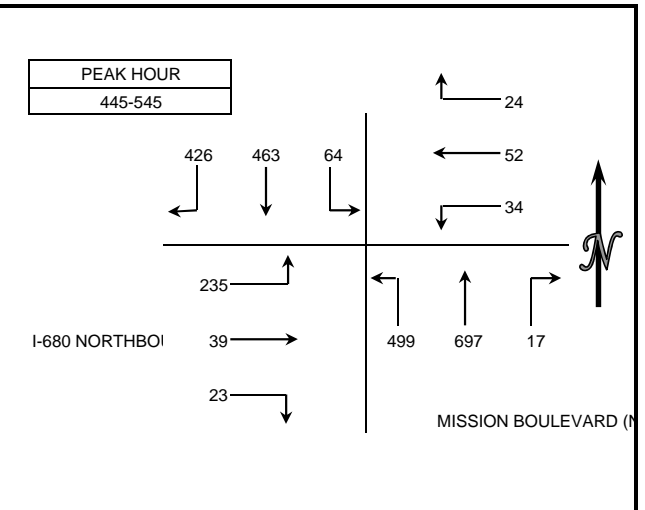 PEAK HOUR
445-545
24
426 463 64
52
34
N
235
I-680 NORTHBOU
39
499 697 17
23
MISSION BOULEVARD (N